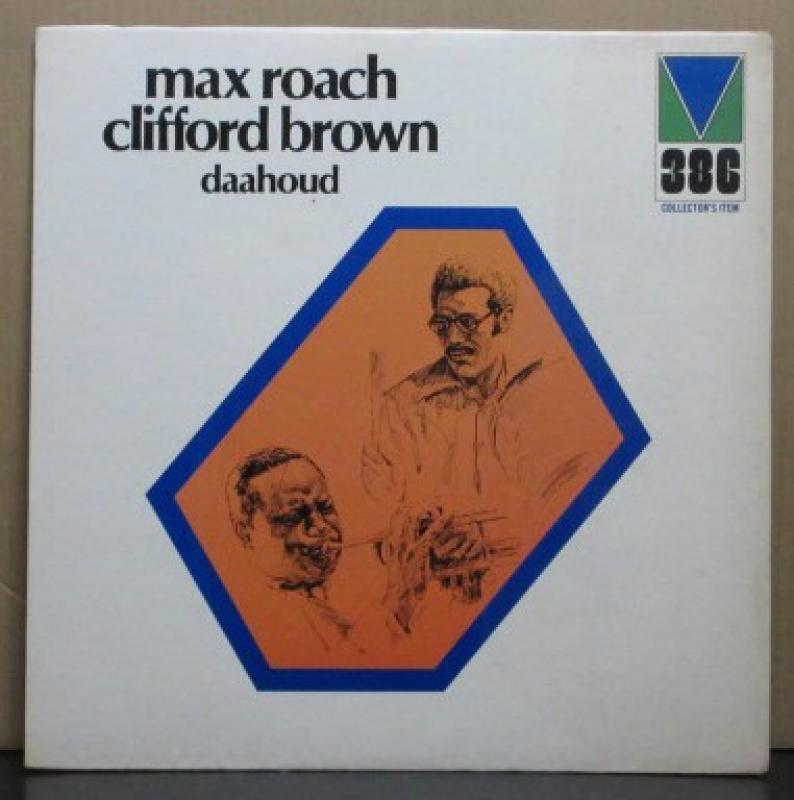 max roach
clifford brown
daahoud
386
COLLECTOR'S ITEM